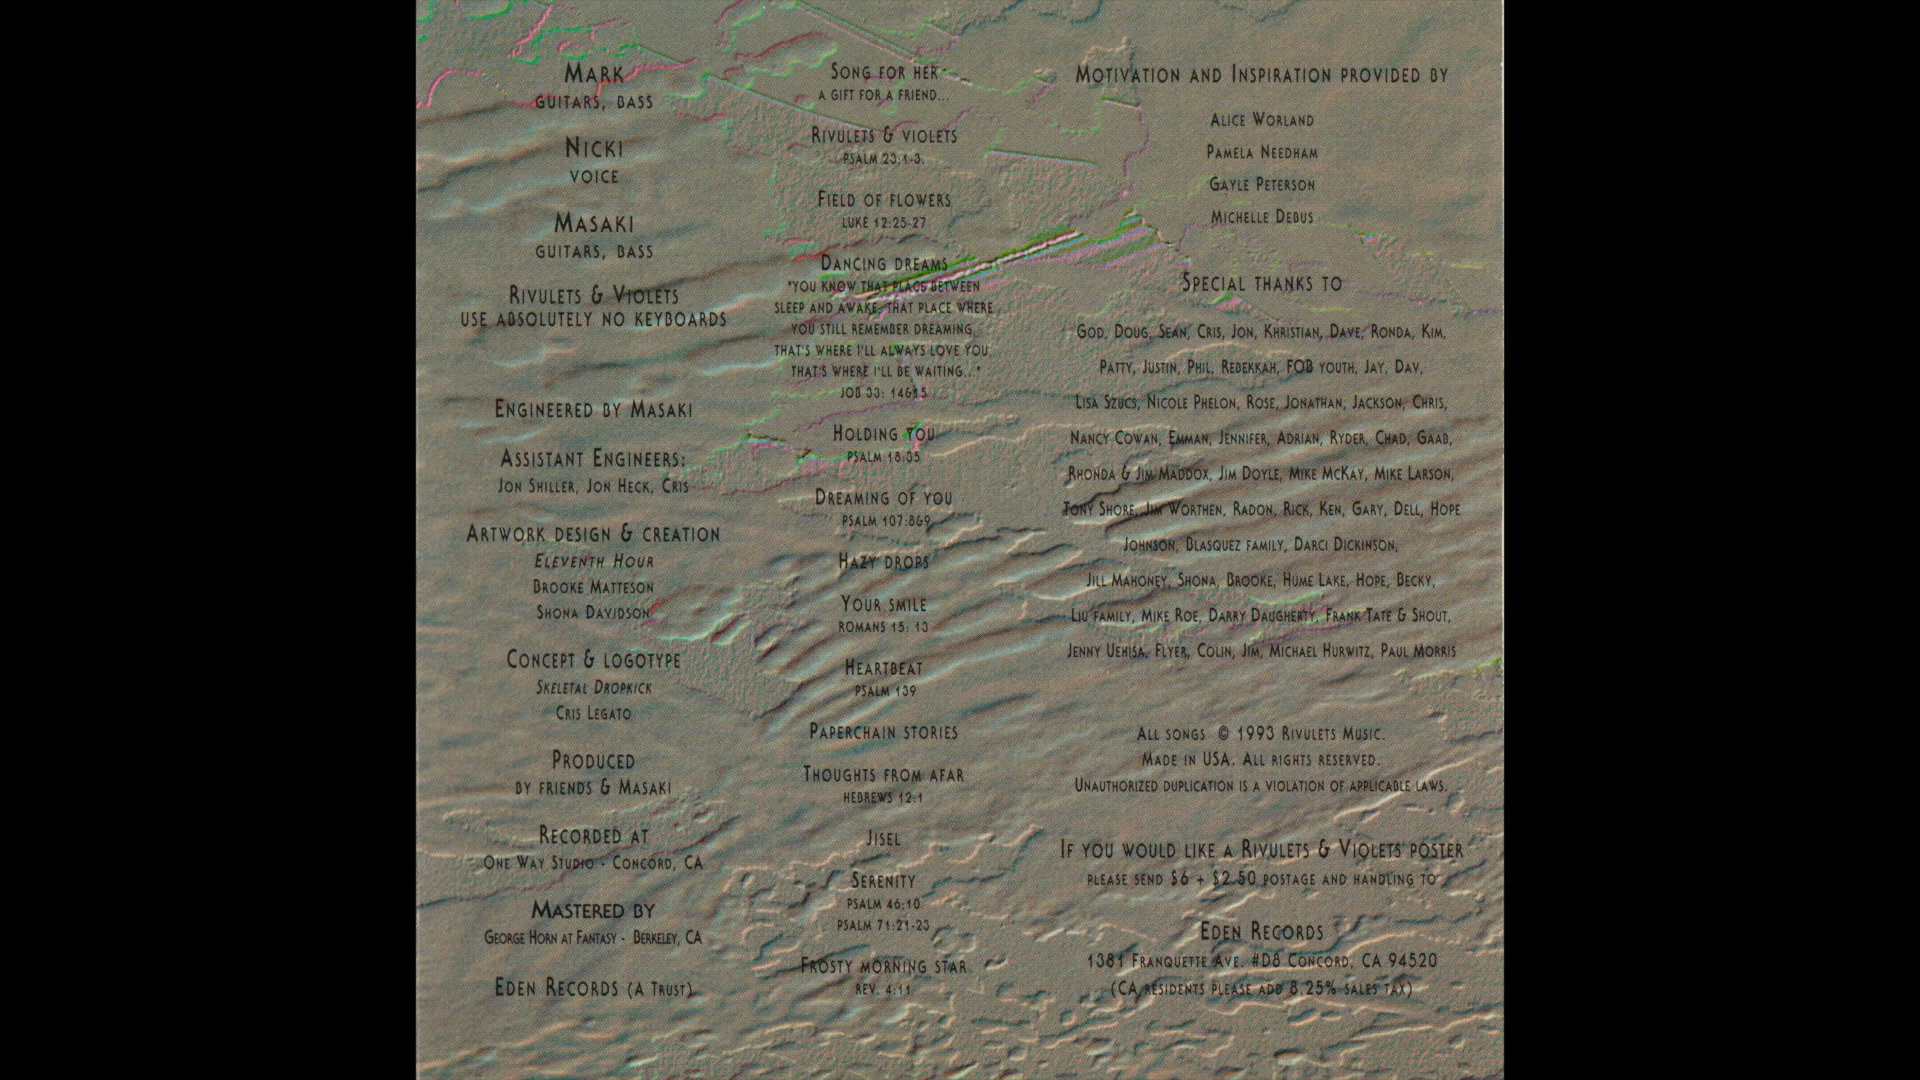 Mark
guitars, bass
Nicki
voice
Masaki
guitars, bass
Rivulets & Violets
use absolutely no keyboards
Engineered by Masaki
Assistant Engineers:
Jon Shiller, Jon Heck, Cris
Artwork design & creation
Eleventh Hour
Brooke Matteson
Shona Davidson
Concept & logotype
Skeletal Dropkick
Cris Legato
Produced
by friends & Masaki
Recorded at
One Way Studio - Concord, CA
Mastered by
George Horn at Fantasy - Berkeley, CA
Eden Records (A Trust)
Song for her
a gift for a friend...
Rivulets & violets
Psalm 23:1-3.
Field of flowers
Luke 12:25-27
Dancing dreams
"You know that place between
sleep and awake, that place where
you still remember dreaming,
that's where I'll always love you
that's where I'll be waiting..."
Job 33: 14&15
Holding you
Psalm 18:35
Dreaming of you
Psalm 107:8&9
Hazy drops
Your smile
Romans 15: 13
Heartbeat
Psalm 139
Paperchain stories
Thoughts from afar
Hebrews 12:1
Jisel
Serenity
Psalm 46:10
Psalm 71:21-23
Frosty morning star
Rev. 4:11
Motivation and Inspiration provided by
Alice Worland
Pamela Needham
Gayle Peterson
Michelle Debus
Special thanks to
God, Doug, Sean, Cris, Jon, Khristian, Dave, Ronda, Kim,
Patty, Justin, Phil, Rebekkah, FOB youth, Jay, Dav,
Lisa Szucs, Nicole Phelon, Rose, Jonathan, Jackson, Chris,
Nancy Cowan, Emman, Jennifer, Adrian, Ryder, Chad, Gaab,
Rhonda & Jim Maddox, Jim Doyle, Mike McKay, Mike Larson,
Tony Shore, Jim Worthen, Radon, Rick, Ken, Gary, Dell, Hope
Johnson, Blasquez family, Darci Dickinson,
Jill Mahoney, Shona, Brooke, Hume Lake, Hope, Becky,
Liu family, Mike Roe, Darry Daugherty, Frank Tate & Shout,
Jenny Uehisa, Flyer, Colin, Jim, Michael Hurwitz, Paul Morris
All songs © 1993 Rivulets Music.
Made in USA. All rights reserved.
Unauthorized duplication is a violation of applicable laws.
If you would like a Rivulets & Violets poster
please send $6 + $2.50 postage and handling to
Eden Records
1381 Franquette Ave. #D8 Concord, CA 94520
(CA residents please add 8.25% sales tax)